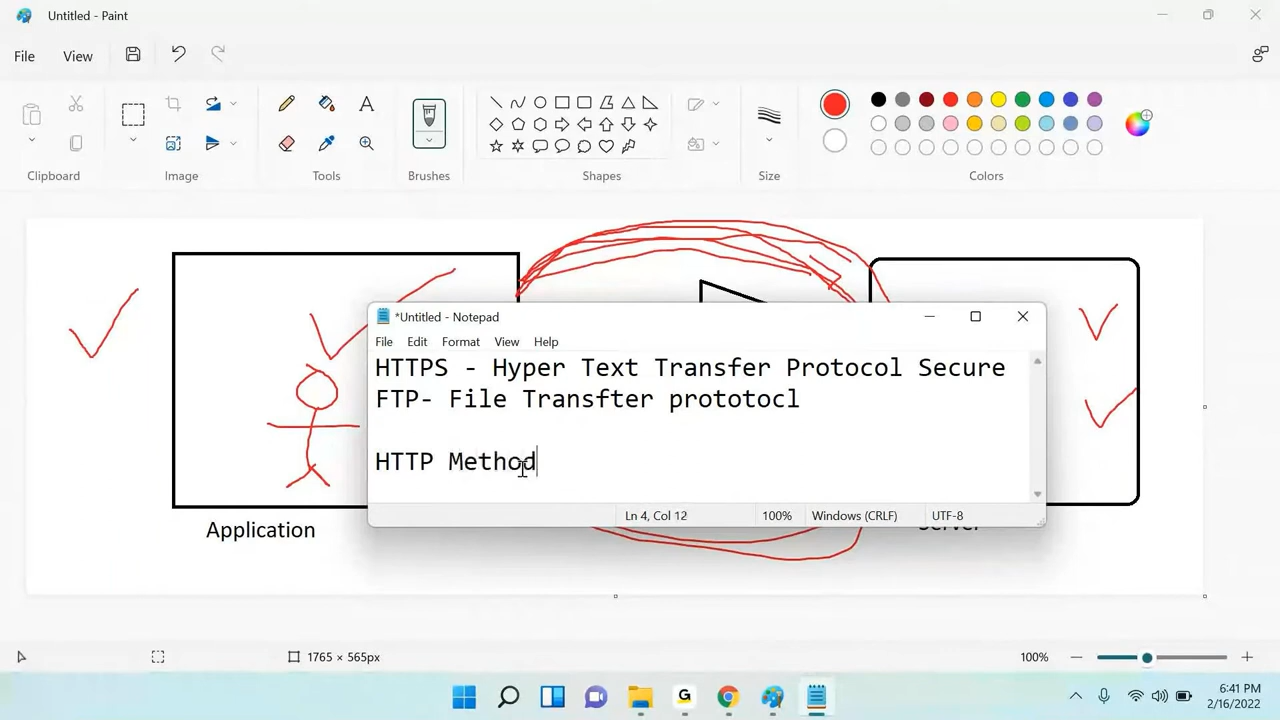 Untitled - Paint
File View
Clipboard Image Tools Brushes Shapes Size Colors
*Untitled - Notepad
File Edit Format View Help
HTTPS - Hyper Text Transfer Protocol Secure
FTP- File Transfter prototocl
HTTP Method
Ln 4, Col 12 100% Windows (CRLF) UTF-8
Application
Server
1765 × 565px 100%
G
6:41 PM
2/16/2022